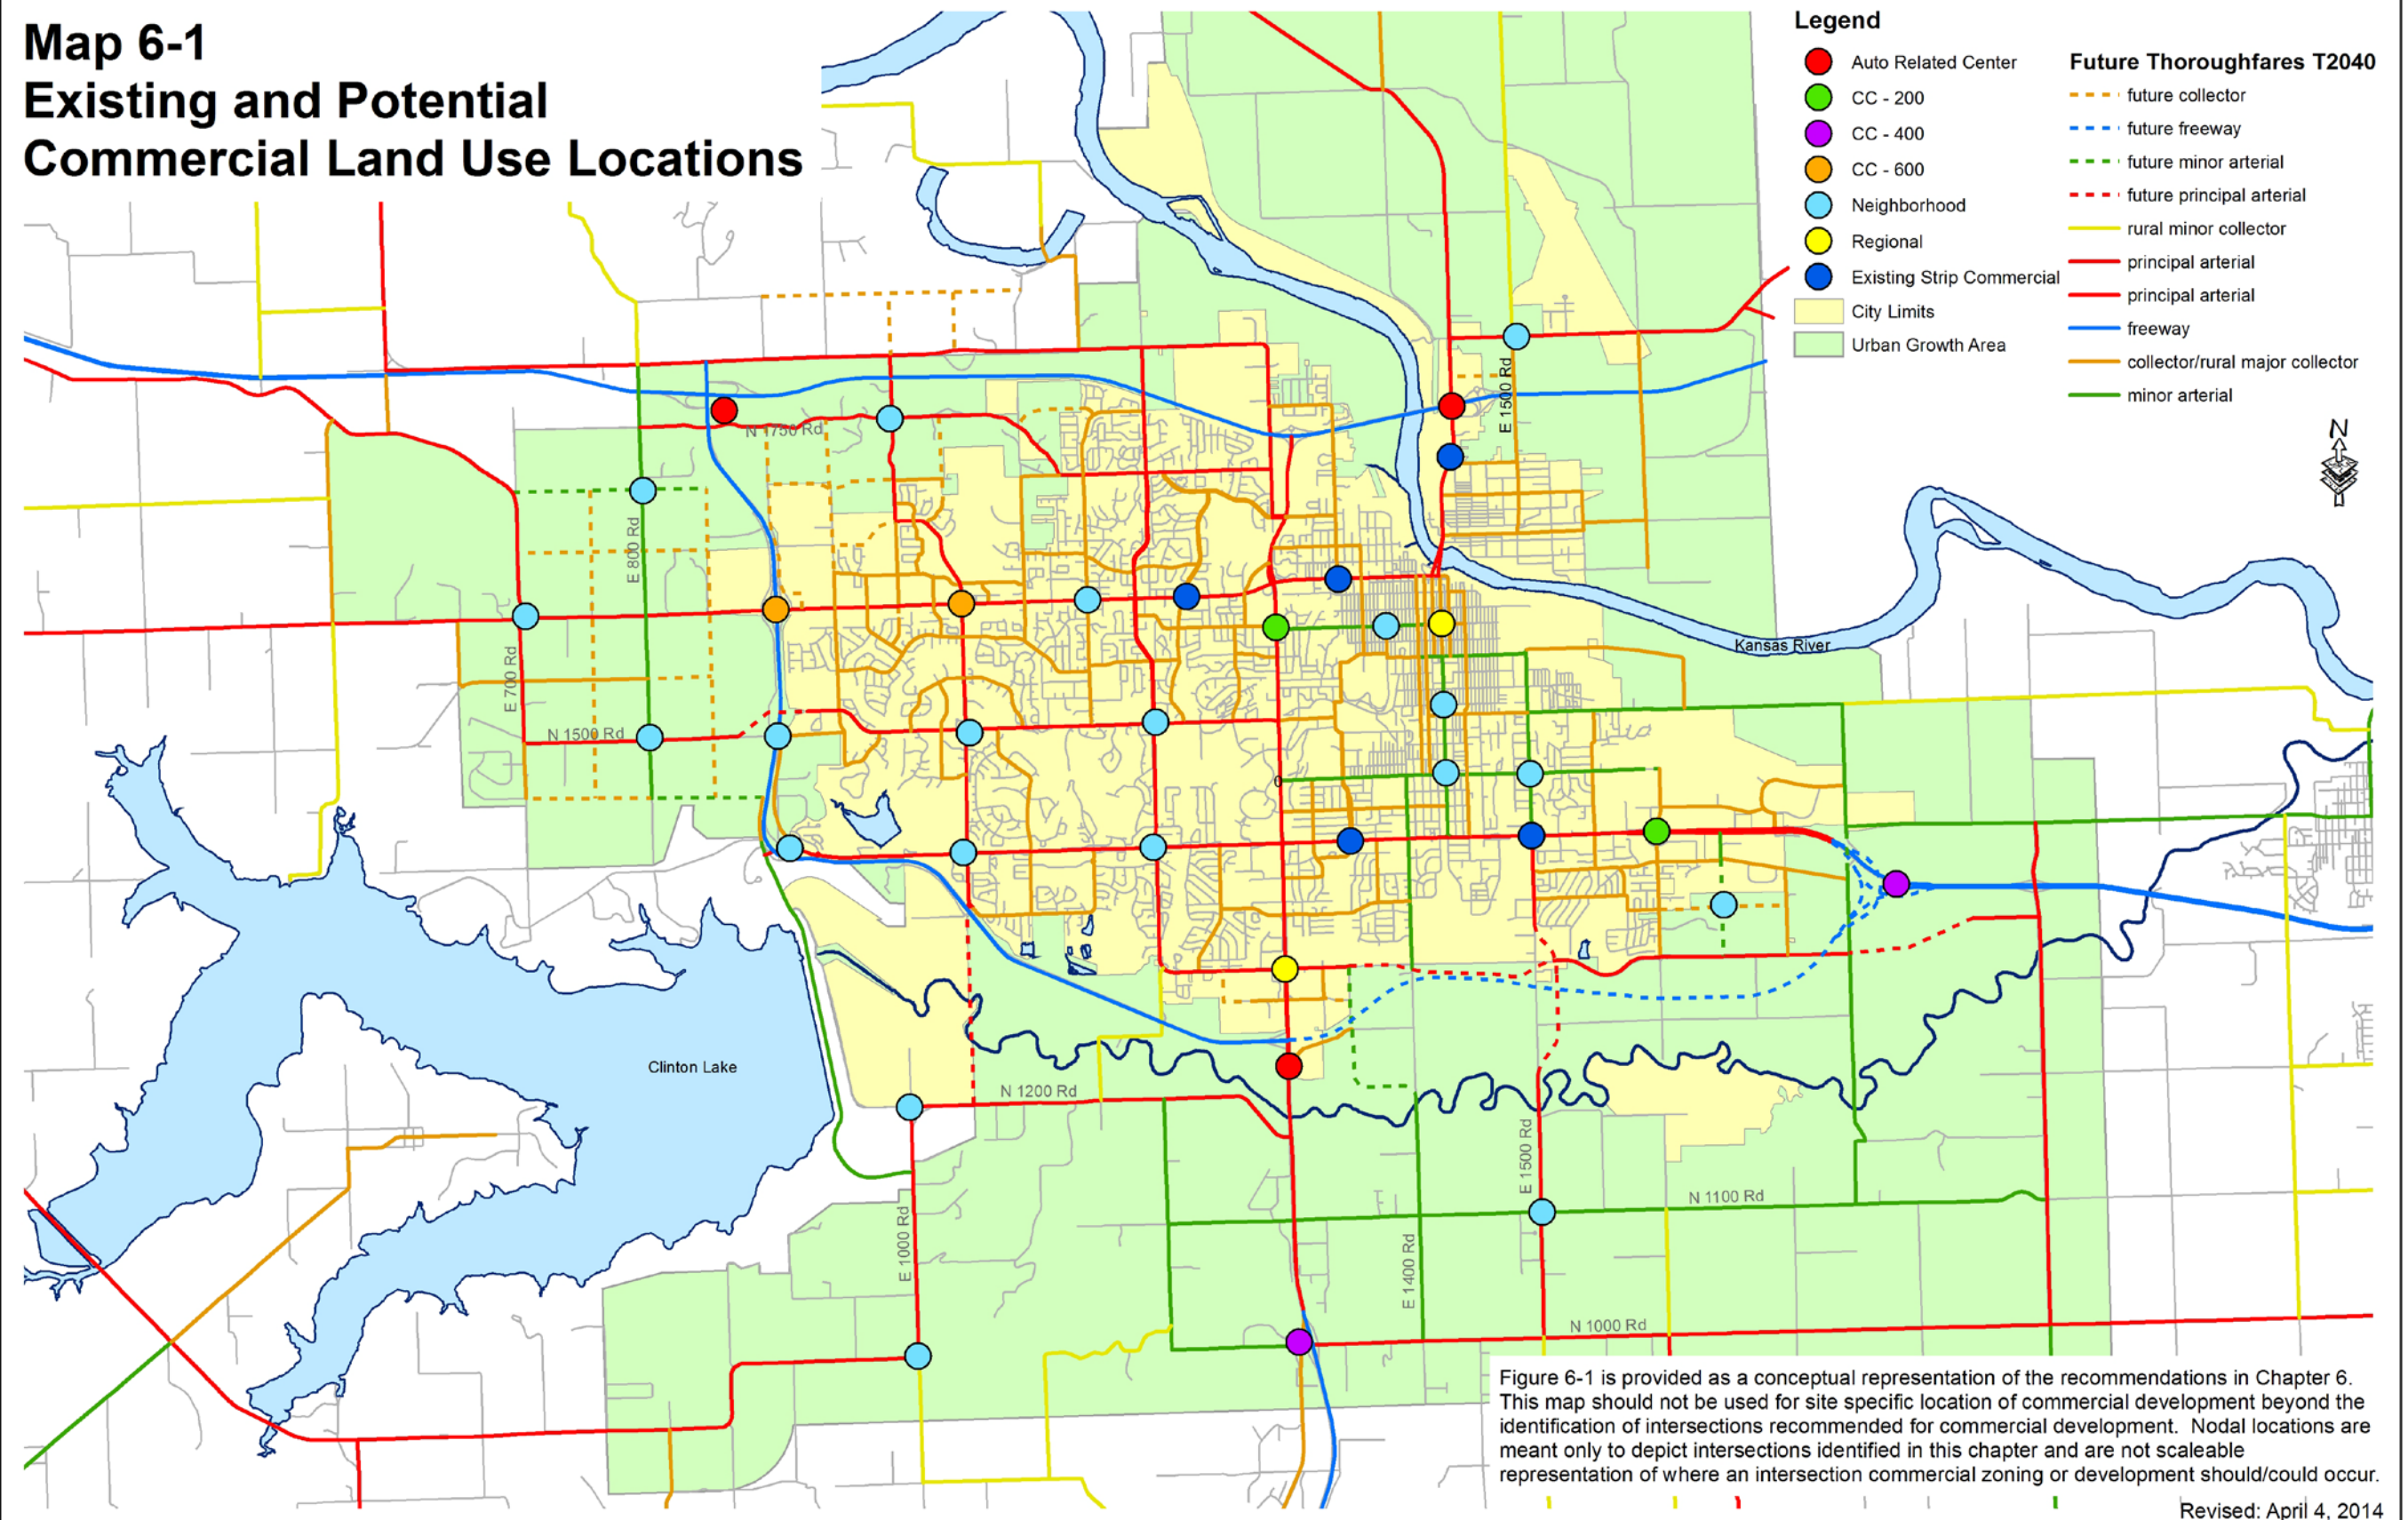 Map 6-1
Existing and Potential
Commercial Land Use Locations
Legend
Auto Related Center
CC - 200
CC - 400
CC - 600
Neighborhood
Regional
Existing Strip Commercial
City Limits
Urban Growth Area
Future Thoroughfares T2040
future collector
future freeway
future minor arterial
future principal arterial
rural minor collector
principal arterial
principal arterial
freeway
collector/rural major collector
minor arterial
N
E 1500 Rd
N 1750 Rd
E 800 Rd
E 700 Rd
N 1500 Rd
Kansas River
0
Clinton Lake
N 1200 Rd
E 1500 Rd
N 1100 Rd
E 1000 Rd
E 1400 Rd
N 1000 Rd
Figure 6-1 is provided as a conceptual representation of the recommendations in Chapter 6.
This map should not be used for site specific location of commercial development beyond the
identification of intersections recommended for commercial development. Nodal locations are
meant only to depict intersections identified in this chapter and are not scaleable
representation of where an intersection commercial zoning or development should/could occur.
Revised: April 4, 2014